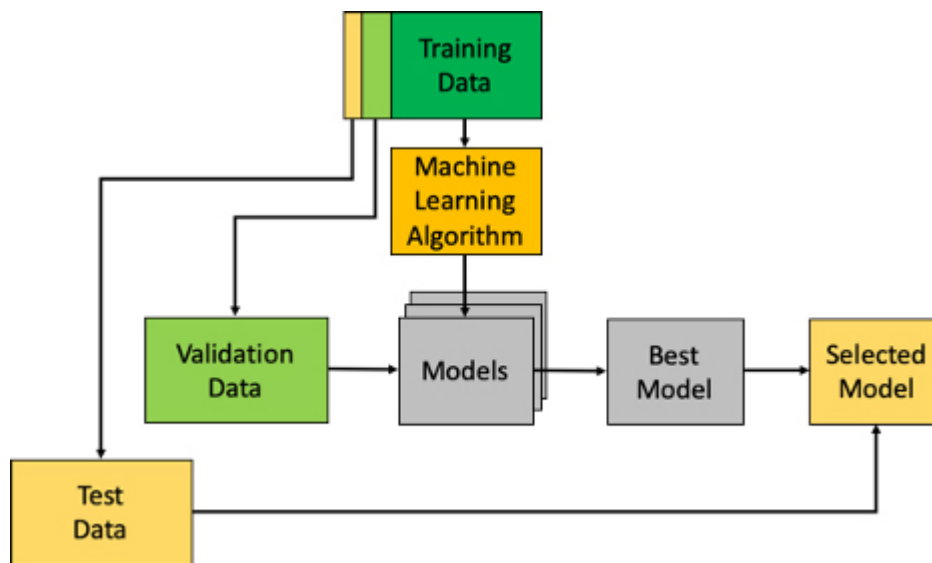 Training
Data
Machine
Learning
Algorithm
Validation
Data
Models
Best
Model
Selected
Model
Test
Data